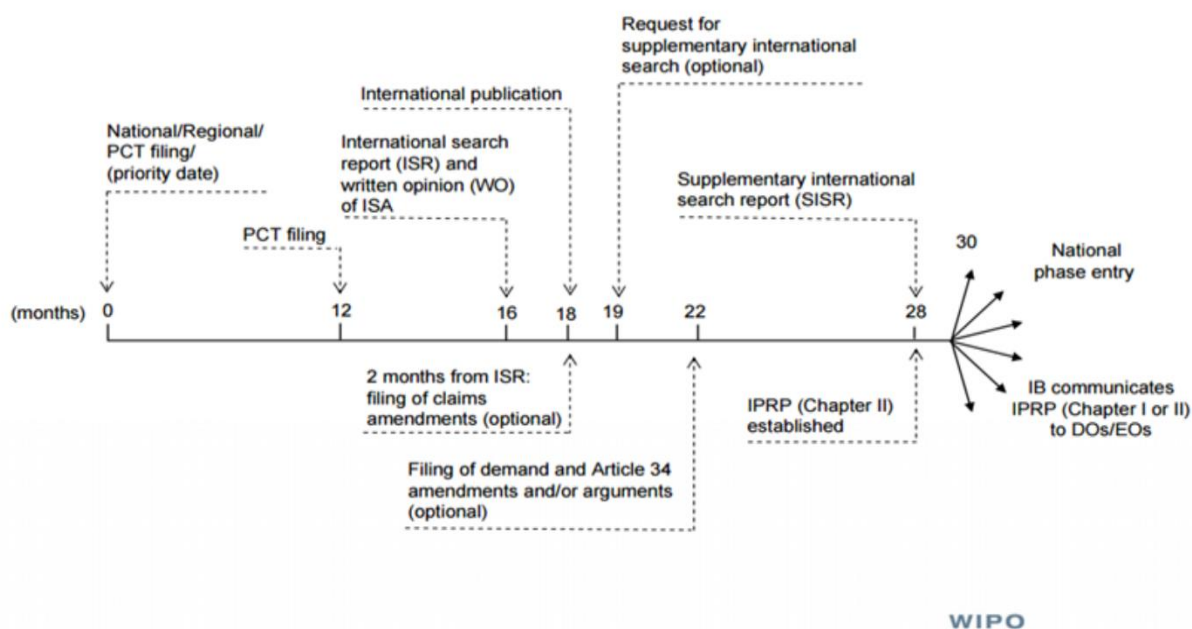 Request for
supplementary international
search (optional)
International publication
National/Regional/
PCT filing/
(priority date)
International search
report (ISR) and
written opinion (WO)
of ISA
Supplementary international
search report (SISR)
PCT filing
30
National
phase entry
(months) 0 12 16 18 19 22 28
2 months from ISR:
filing of claims
amendments (optional)
IPRP (Chapter II)
established
IB communicates
IPRP (Chapter I or II)
to DOs/EOs
Filing of demand and Article 34
amendments and/or arguments
(optional)
WIPO